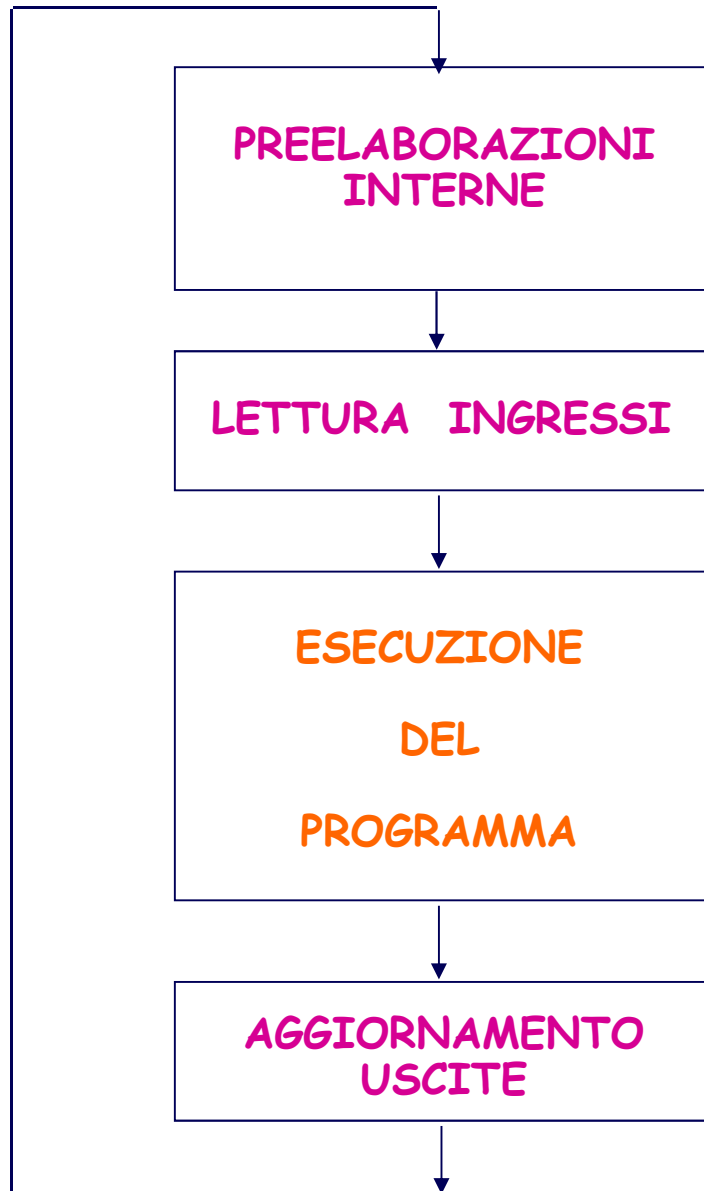 PREELABORAZIONI
INTERNE
LETTURA INGRESSI
ESECUZIONE
DEL
PROGRAMMA
AGGIORNAMENTO
USCITE